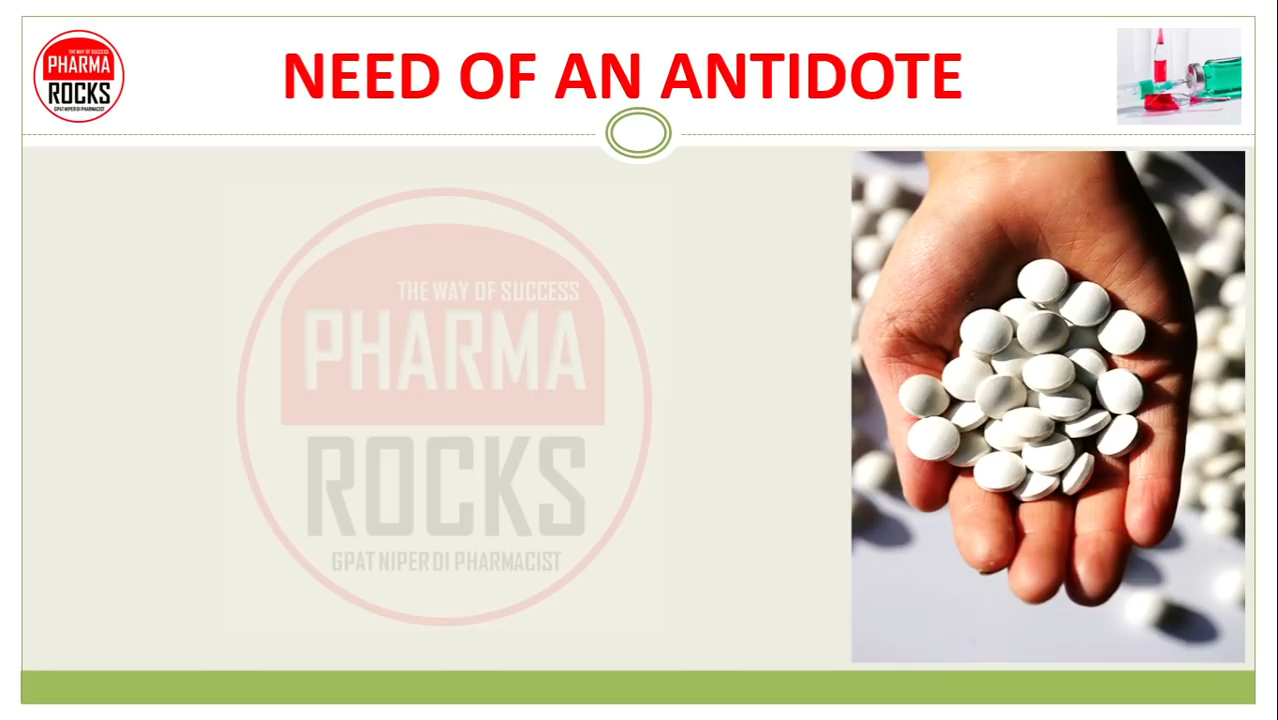 THE WAY OF SUCCESS
PHARMA
ROCKS
GPAT NIPER DI PHARMACIST
NEED OF AN ANTIDOTE
THE WAY OF SUCCESS
PHARMA
ROCKS
GPAT NIPER DI PHARMACIST